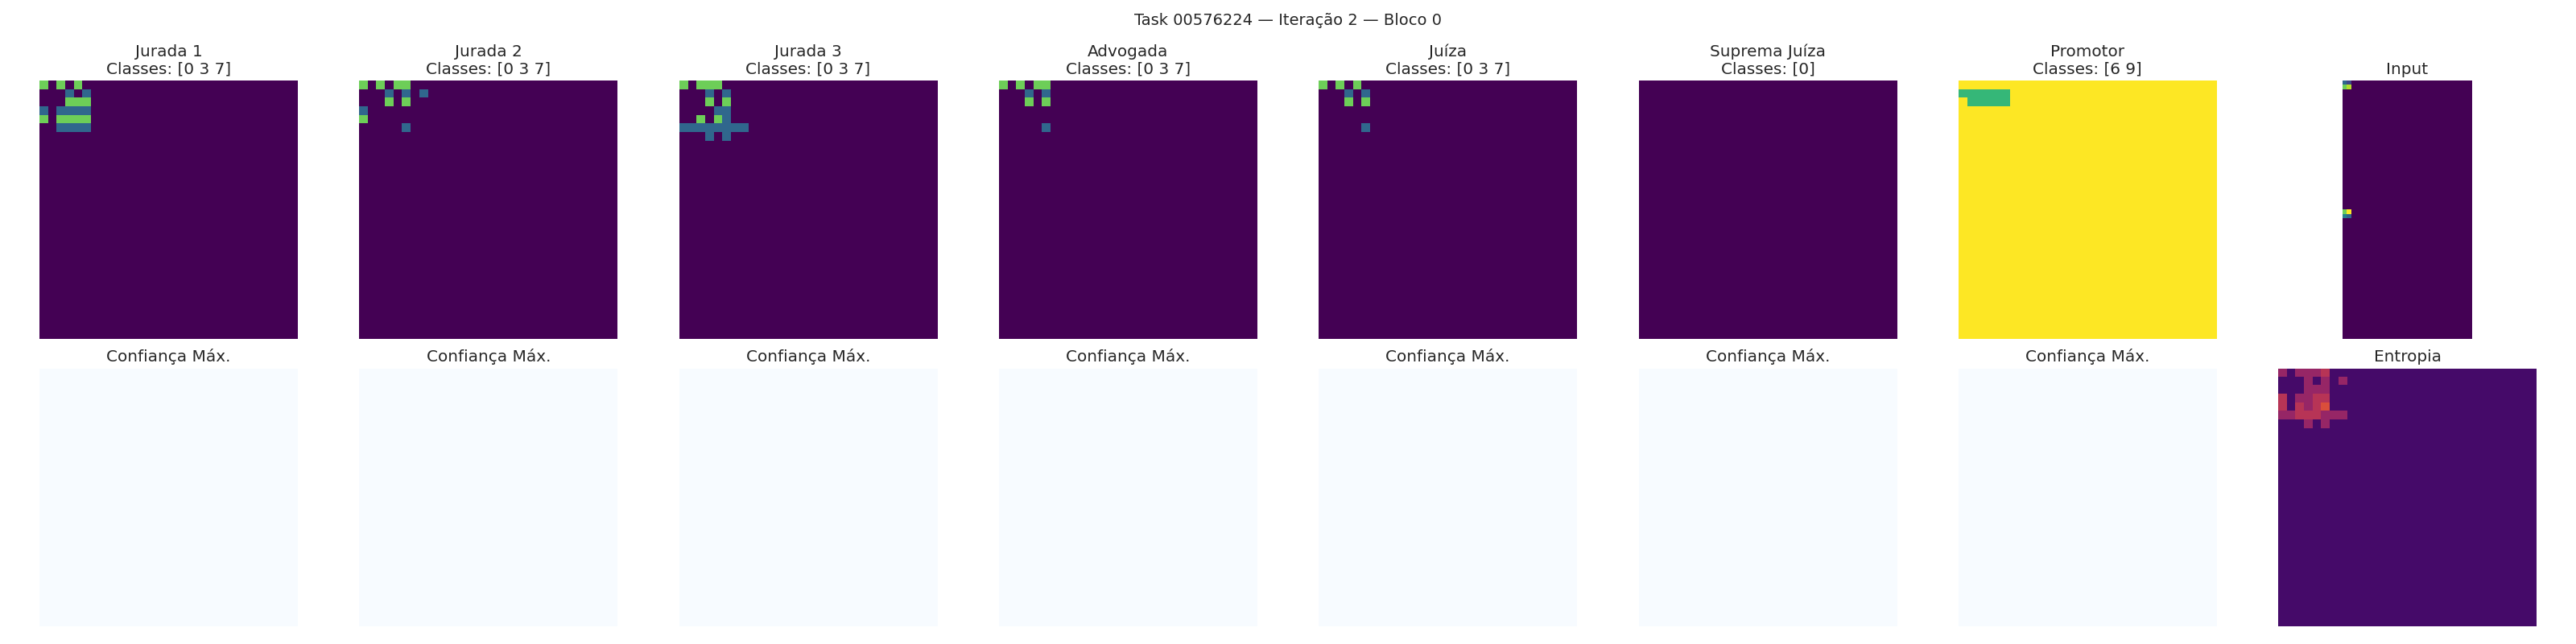 Task 00576224 — Iteração 2 — Bloco 0
Jurada 1
Classes: [0 3 7]
Jurada 2
Classes: [0 3 7]
Jurada 3
Classes: [0 3 7]
Advogada
Classes: [0 3 7]
Juíza
Classes: [0 3 7]
Suprema Juíza
Classes: [0]
Promotor
Classes: [6 9]
Input
Confiança Máx.
Confiança Máx.
Confiança Máx.
Confiança Máx.
Confiança Máx.
Confiança Máx.
Confiança Máx.
Entropia